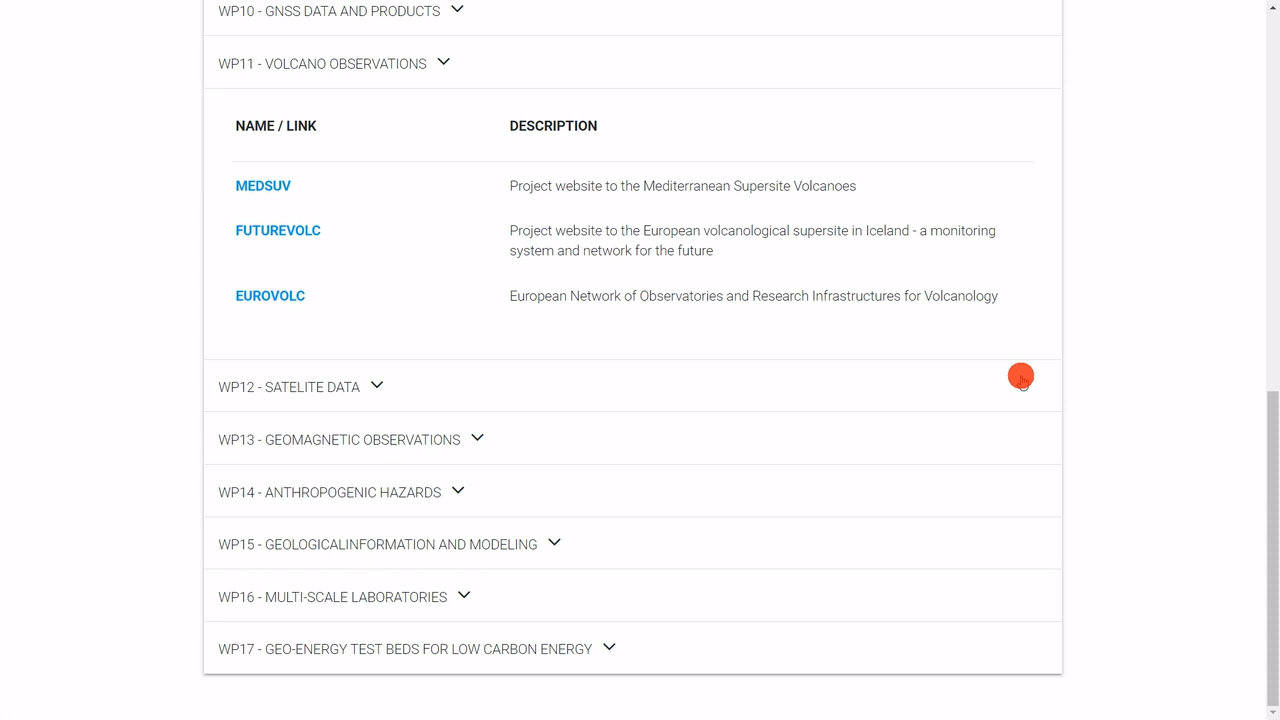 WP10 - GNSS DATA AND PRODUCTS
WP11 - VOLCANO OBSERVATIONS
NAME / LINK DESCRIPTION
MEDSUV Project website to the Mediterranean Supersite Volcanoes
FUTUREVOLC Project website to the European volcanological supersite in Iceland - a monitoring
system and network for the future
EUROVOLC European Network of Observatories and Research Infrastructures for Volcanology
WP12 - SATELITE DATA
WP13 - GEOMAGNETIC OBSERVATIONS
WP14 - ANTHROPOGENIC HAZARDS
WP15 - GEOLOGICALINFORMATION AND MODELING
WP16 - MULTI-SCALE LABORATORIES
WP17 - GEO-ENERGY TEST BEDS FOR LOW CARBON ENERGY